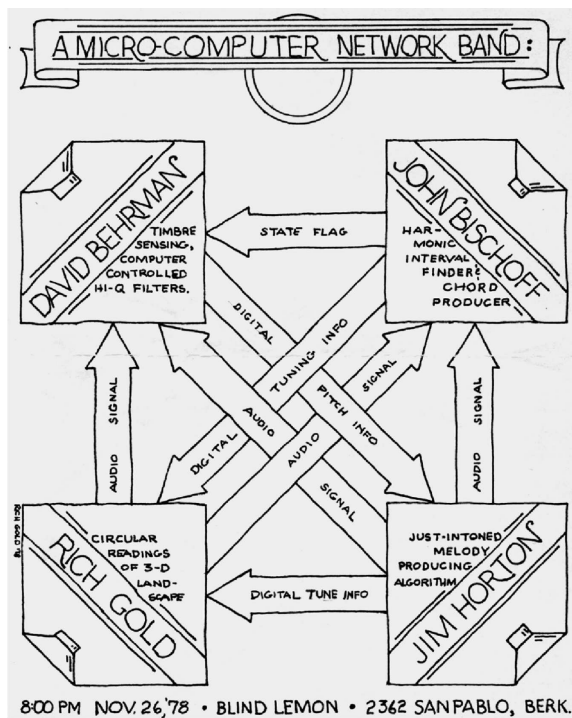 A MICRO-COMPUTER NETWORK BAND:
DAVID BEHRMAN
TIMBRE
SENSING,
COMPUTER
CONTROLLED
HI-Q FILTERS.
STATE FLAG
JOHN BISCHOFF
HAR-
MONIC
INTERVAL
FINDER &
CHORD
PRODUCER
DIGITAL PITCH INFO
DIGITAL TUNING INFO
AUDIO SIGNAL
AUDIO SIGNAL
AUDIO SIGNAL
AUDIO SIGNAL
RICH GOLD
CIRCULAR
READINGS
OF 3-D
LAND-
SCAPE
DIGITAL TUNE INFO
JIM HORTON
JUST-INTONED
MELODY
PRODUCING
ALGORITHM
RICH GOLD 78
8:00 PM NOV. 26,'78 • BLIND LEMON • 2362 SAN PABLO, BERK.